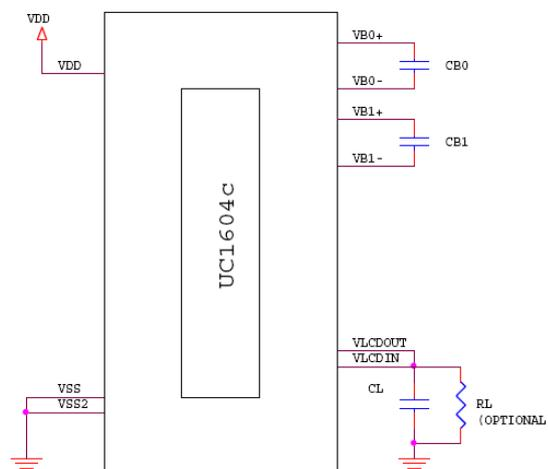 VDD
VDD
VB0+
CB0
VB0-
VB1+
CB1
VB1-
UC1604c
VLCDOUT
VLCDIN
CL
RL
(OPTIONAL
VSS
VSS2